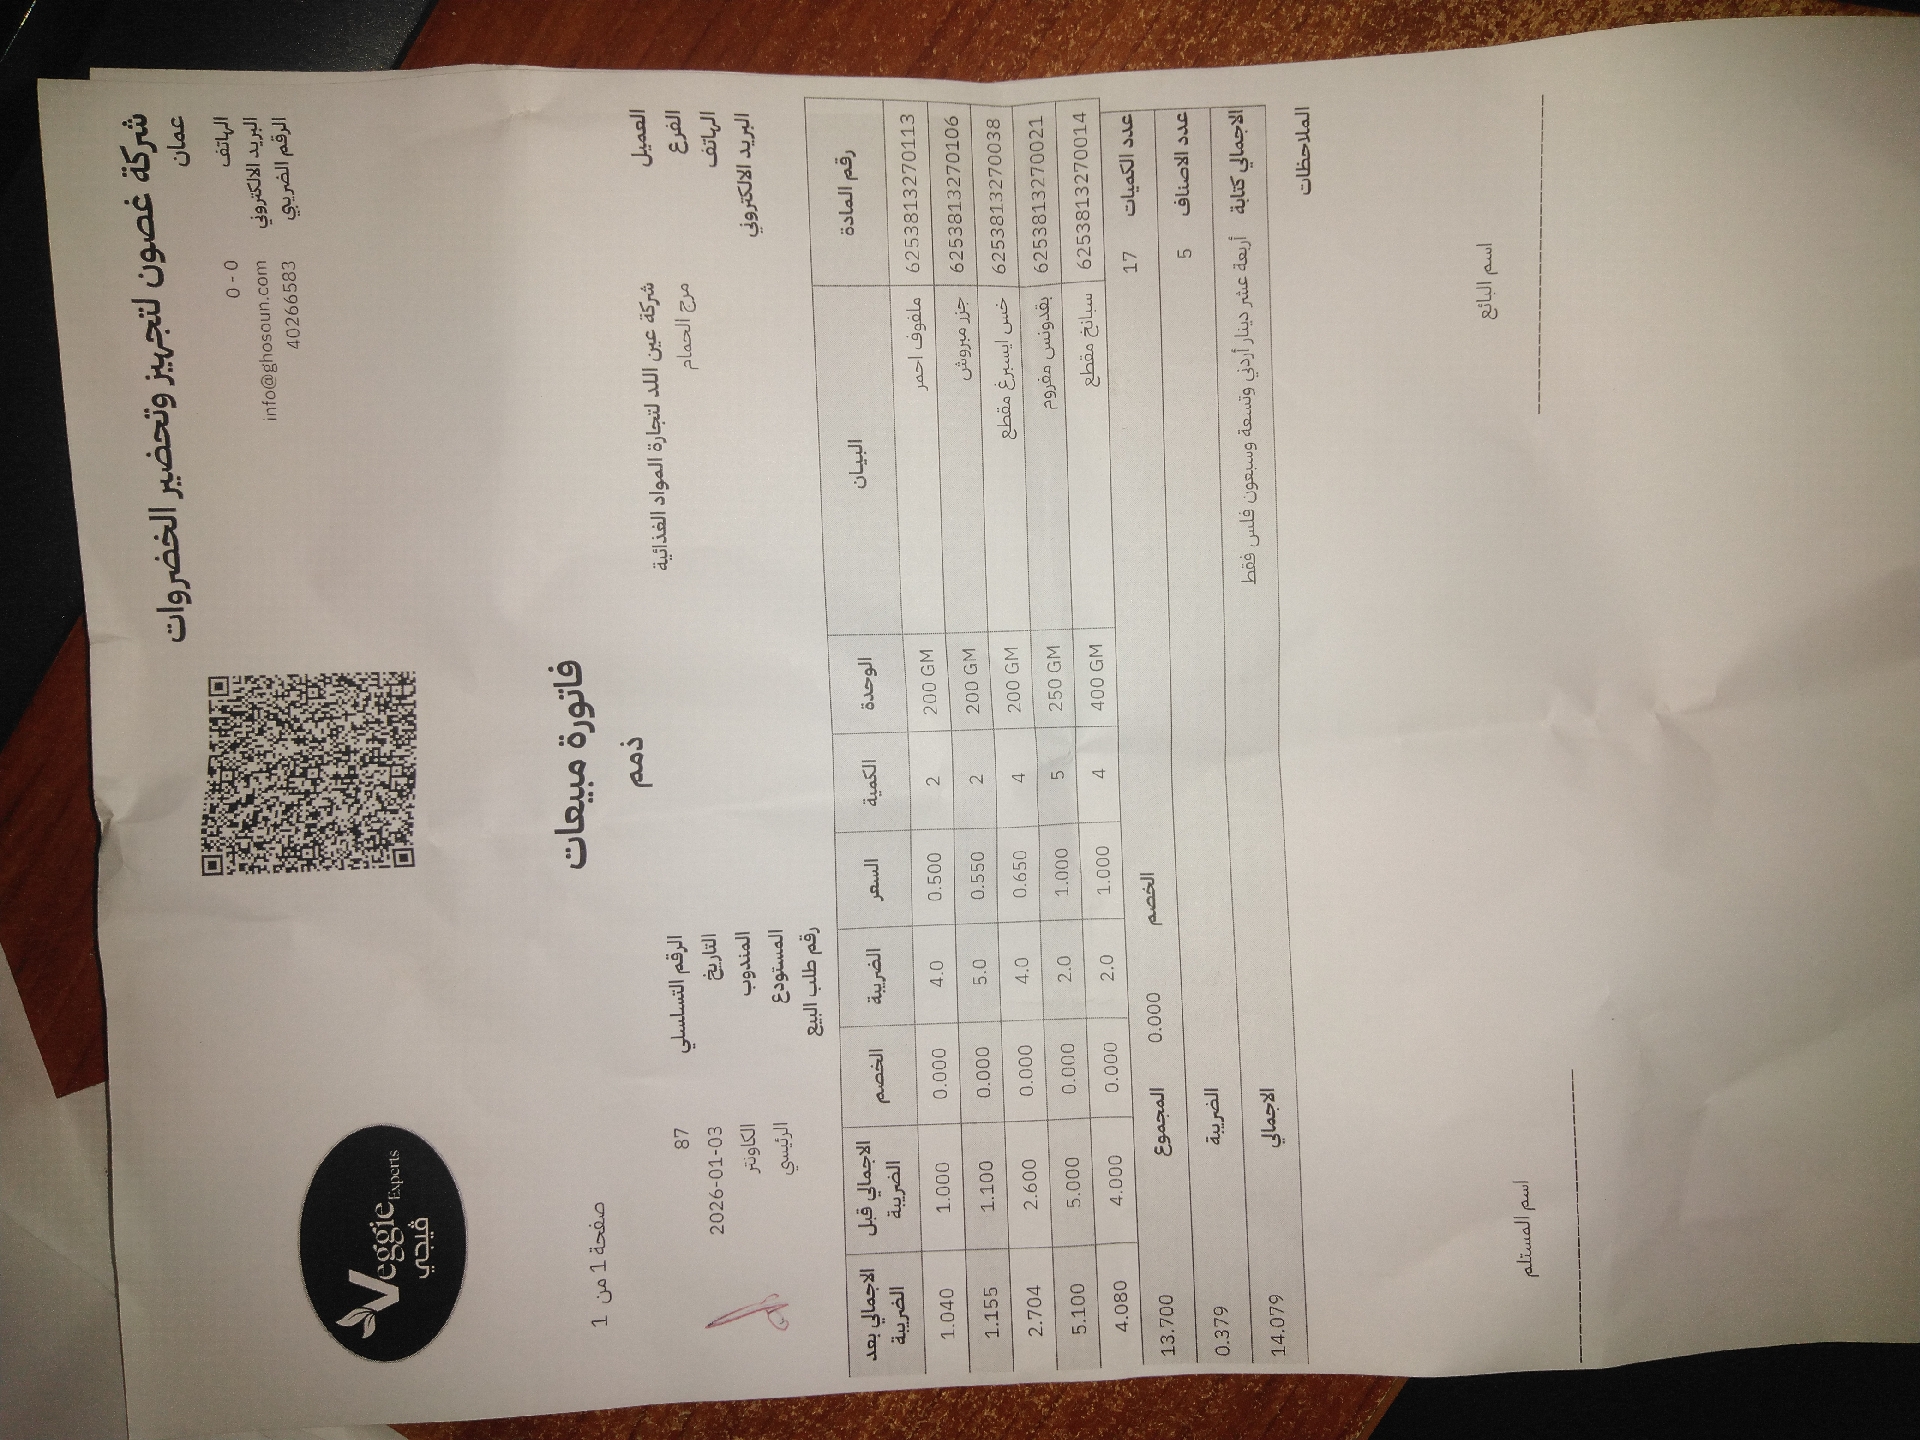 شركة غصون لتجهيز وتحضير الخضروات
عمان
الهاتف 0 - 0
البريد الالكتروني info@ghosoun.com
الرقم الضريبي 40266583
Veggie Experts
ڤيجي
فاتورة مبيعات
ذمم
صفحة 1 من 1
العميل شركة عين اللد لتجارة المواد الغذائية
الفرع مرج الحمام
الهاتف
البريد الالكتروني
الرقم التسلسلي 87
التاريخ 2026-01-03
المندوب الكاونتر
المستودع الرئيسي
رقم طلب البيع
رقم المادة البيان الوحدة الكمية السعر الضريبة الخصم الاجمالي قبل الضريبة الاجمالي بعد الضريبة
6253813270113 ملفوف احمر 200 GM 2 0.500 4.0 0.000 1.000 1.040
6253813270106 جزر مبروش 200 GM 2 0.550 5.0 0.000 1.100 1.155
6253813270038 خس ايسبرغ مقطع 200 GM 4 0.650 4.0 0.000 2.600 2.704
6253813270021 بقدونس مفروم 250 GM 5 1.000 2.0 0.000 5.000 5.100
6253813270014 سبانخ مقطع 400 GM 4 1.000 2.0 0.000 4.000 4.080
عدد الكميات 17 الخصم 0.000 المجموع 13.700
عدد الاصناف 5 الضريبة 0.379
الاجمالي كتابة أربعة عشر دينار أردني وتسعة وسبعون فلس فقط الاجمالي 14.079
الملاحظات
اسم البائع اسم المستلم